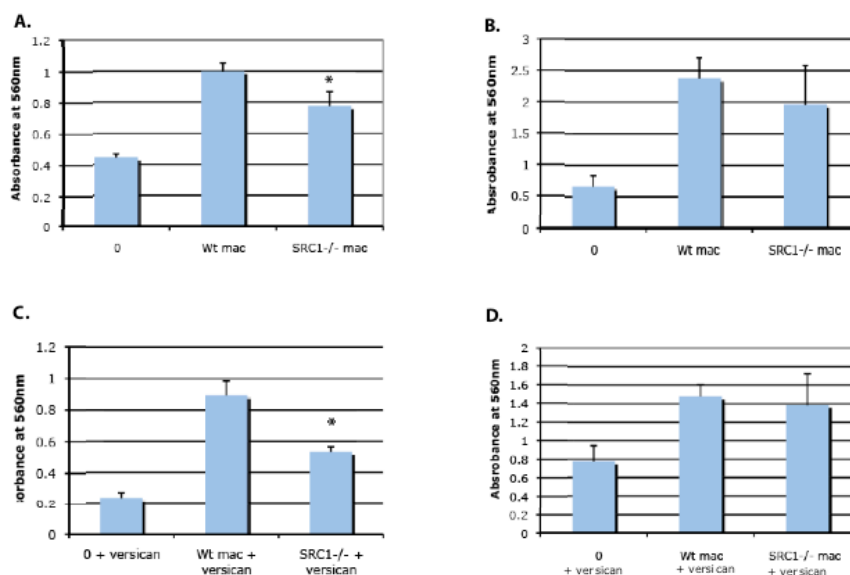 A.
Absorbance at 560nm
1.2
1
0.8
0.6
0.4
0.2
0
*
0 Wt mac SRC1-/- mac
B.
Absrobance at 560nm
3
2.5
2
1.5
1
0.5
0
0 Wt mac SRC1-/- mac
C.
orbance at 560nm
1.2
1
0.8
0.6
0.4
0.2
0
*
0 + versican Wt mac + SRC1-/- +
versican versican
D.
Absrobance at 560nm
2
1.8
1.6
1.4
1.2
1
0.8
0.6
0.4
0.2
0
0 Wt mac SRC1-/- mac
+ versican + versican + versican